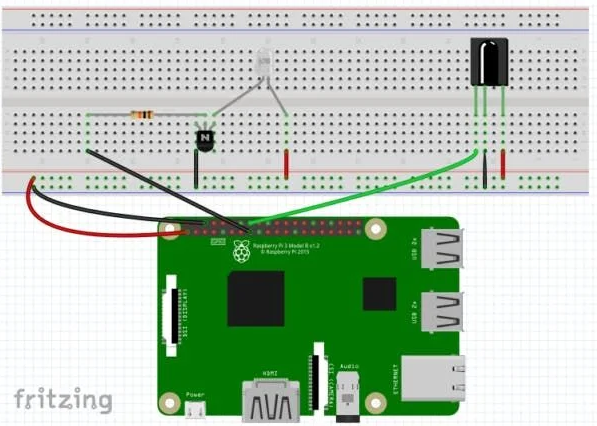 N
GPIO
Raspberry Pi 3 Model B v1.2
© Raspberry Pi 2015
USB 2x
DSI (DISPLAY)
USB 2x
Power
HDMI
CSI (CAMERA)
Audio
ETHERNET
fritzing